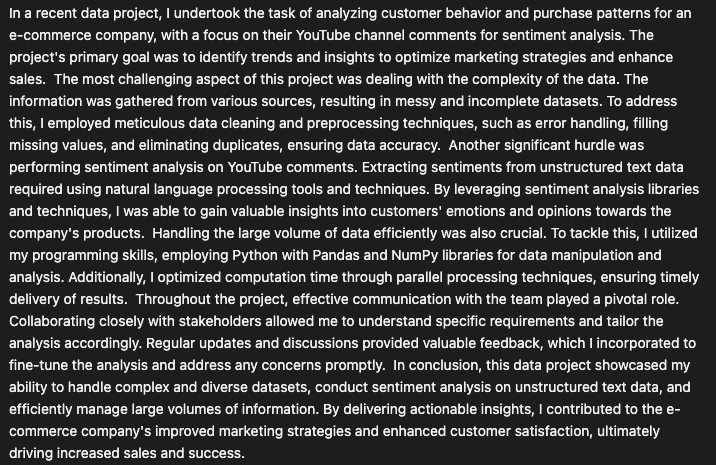 In a recent data project, I undertook the task of analyzing customer behavior and purchase patterns for an
e-commerce company, with a focus on their YouTube channel comments for sentiment analysis. The
project's primary goal was to identify trends and insights to optimize marketing strategies and enhance
sales.  The most challenging aspect of this project was dealing with the complexity of the data. The
information was gathered from various sources, resulting in messy and incomplete datasets. To address
this, I employed meticulous data cleaning and preprocessing techniques, such as error handling, filling
missing values, and eliminating duplicates, ensuring data accuracy.  Another significant hurdle was
performing sentiment analysis on YouTube comments. Extracting sentiments from unstructured text data
required using natural language processing tools and techniques. By leveraging sentiment analysis libraries
and techniques, I was able to gain valuable insights into customers' emotions and opinions towards the
company's products.  Handling the large volume of data efficiently was also crucial. To tackle this, I utilized
my programming skills, employing Python with Pandas and NumPy libraries for data manipulation and
analysis. Additionally, I optimized computation time through parallel processing techniques, ensuring timely
delivery of results.  Throughout the project, effective communication with the team played a pivotal role.
Collaborating closely with stakeholders allowed me to understand specific requirements and tailor the
analysis accordingly. Regular updates and discussions provided valuable feedback, which I incorporated to
fine-tune the analysis and address any concerns promptly.  In conclusion, this data project showcased my
ability to handle complex and diverse datasets, conduct sentiment analysis on unstructured text data, and
efficiently manage large volumes of information. By delivering actionable insights, I contributed to the e-
commerce company's improved marketing strategies and enhanced customer satisfaction, ultimately
driving increased sales and success.